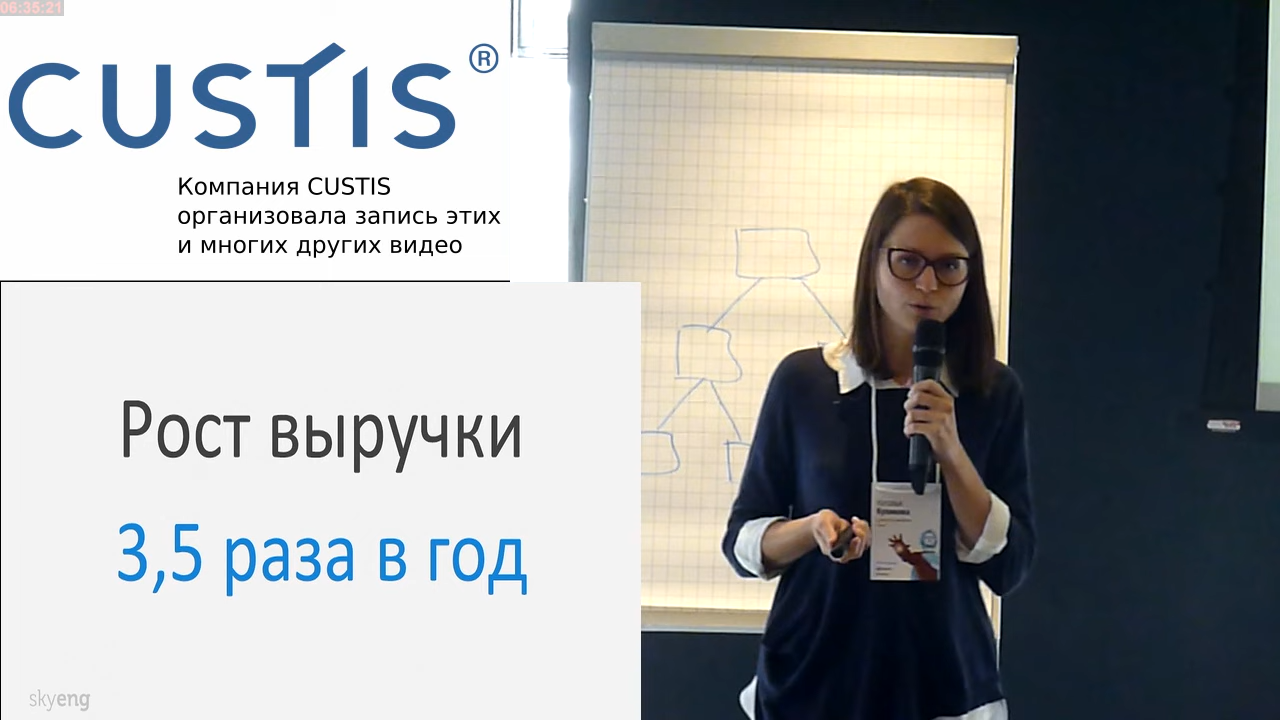 06:35:21
CUSTIS®
Компания CUSTIS
организовала запись этих
и многих других видео
Рост выручки
3,5 раза в год
skyeng